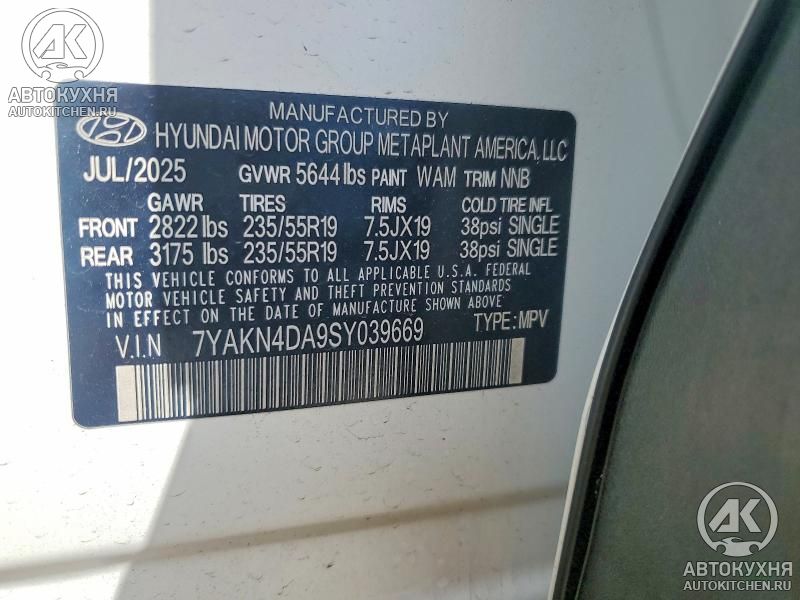 АК
АВТОКУХНЯ
AUTOKITCHEN.RU
MANUFACTURED BY
HYUNDAI MOTOR GROUP METAPLANT AMERICA, LLC
JUL/2025 GVWR 5644 lbs PAINT WAM TRIM NNB
GAWR TIRES RIMS COLD TIRE INFL
FRONT 2822 lbs 235/55R19 7.5JX19 38psi SINGLE
REAR 3175 lbs 235/55R19 7.5JX19 38psi SINGLE
THIS VEHICLE CONFORMS TO ALL APPLICABLE U.S.A. FEDERAL
MOTOR VEHICLE SAFETY AND THEFT PREVENTION STANDARDS
IN EFFECT ON THE DATE OF MANUFACTURE SHOWN ABOVE.
V.I.N 7YAKN4DA9SY039669 TYPE: MPV
АК
АВТОКУХНЯ
AUTOKITCHEN.RU